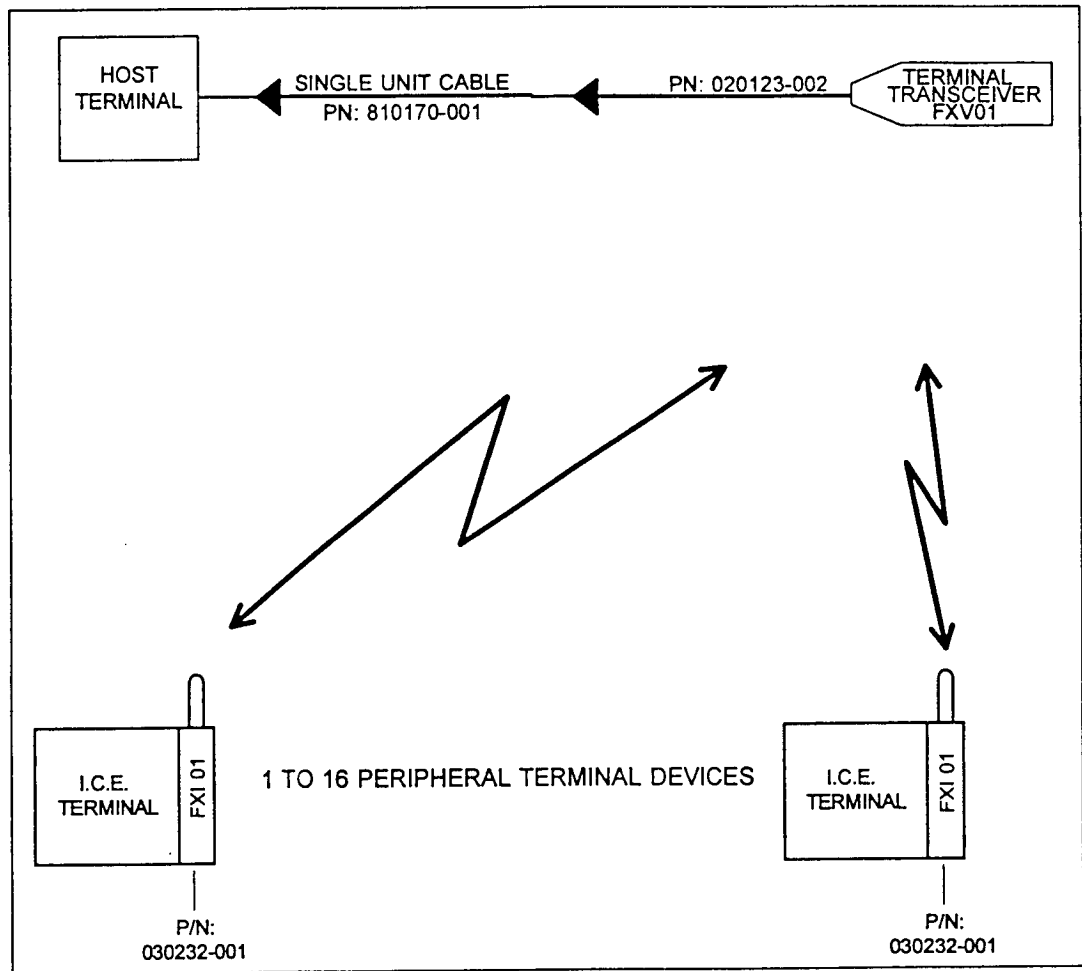 HOST
TERMINAL
SINGLE UNIT CABLE
PN: 810170-001
PN: 020123-002
TERMINAL
TRANSCEIVER
FXV01
I.C.E.
TERMINAL
FXI 01
1 TO 16 PERIPHERAL TERMINAL DEVICES
I.C.E.
TERMINAL
FXI 01
P/N:
030232-001
P/N:
030232-001